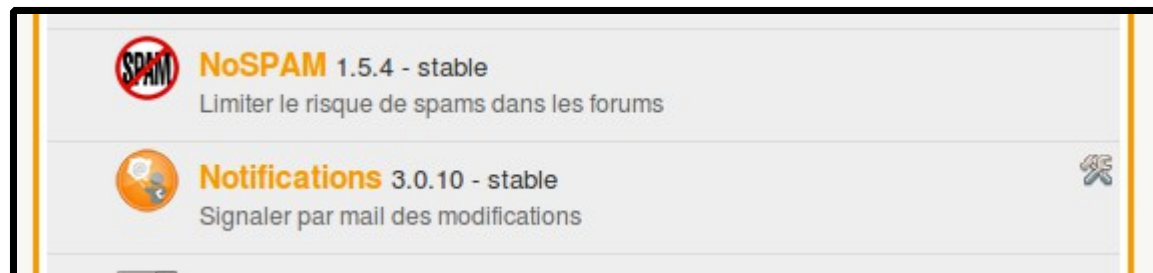 SPAM
NoSPAM 1.5.4 - stable
Limiter le risque de spams dans les forums
Notifications 3.0.10 - stable
Signaler par mail des modifications